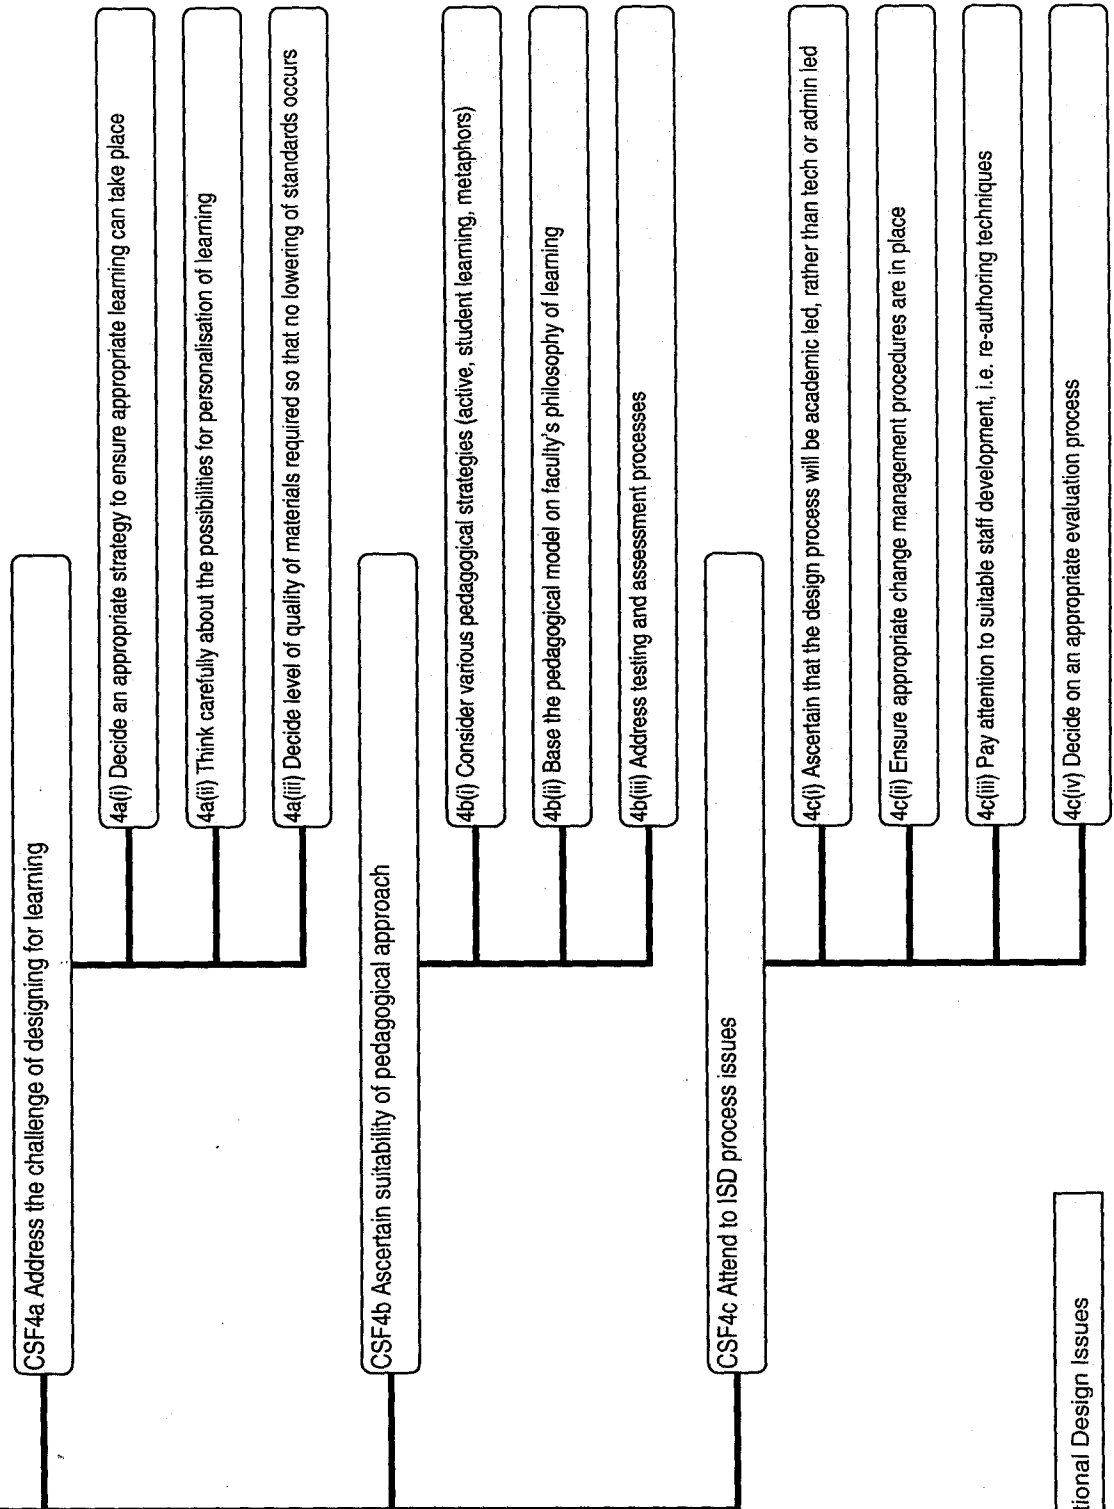 CSF4a Address the challenge of designing for learning
4a(i) Decide an appropriate strategy to ensure appropriate learning can take place
4a(ii) Think carefully about the possibilities for personalisation of learning
4a(iii) Decide level of quality of materials required so that no lowering of standards occurs
CSF4b Ascertain suitability of pedagogical approach
4b(i) Consider various pedagogical strategies (active, student learning, metaphors)
4b(ii) Base the pedagogical model on faculty's philosophy of learning
4b(iii) Address testing and assessment processes
CSF4c Attend to ISD process issues
4c(i) Ascertain that the design process will be academic led, rather than tech or admin led
4c(ii) Ensure appropriate change management procedures are in place
4c(iii) Pay attention to suitable staff development, i.e. re-authoring techniques
4c(iv) Decide on an appropriate evaluation process
tional Design Issues